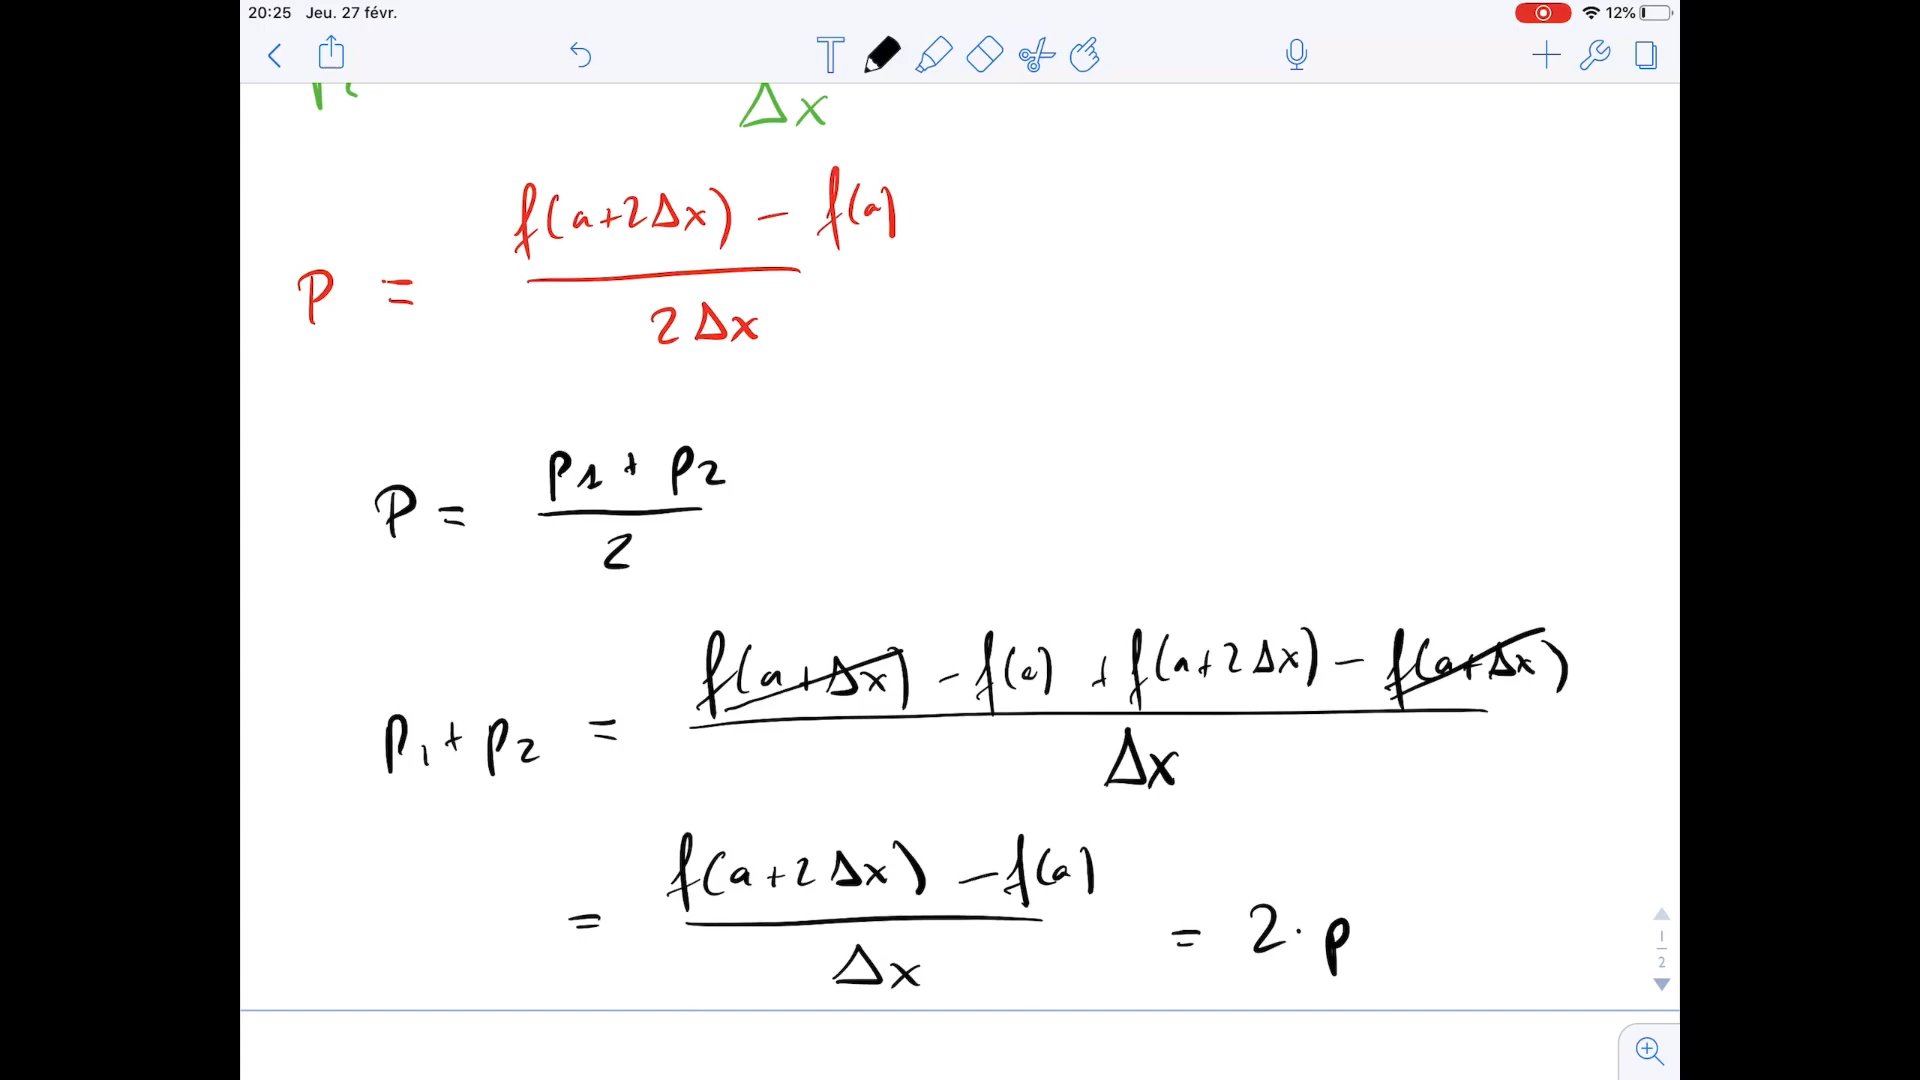 20:25 Jeu. 27 févr. 12%
Δx
p = f(a+2Δx) - f(a) / 2Δx
P = p1 + p2 / 2
p1 + p2 = f(a+Δx) - f(a) + f(a+2Δx) - f(a+Δx) / Δx
= f(a+2Δx) - f(a) / Δx = 2 · p
1
2